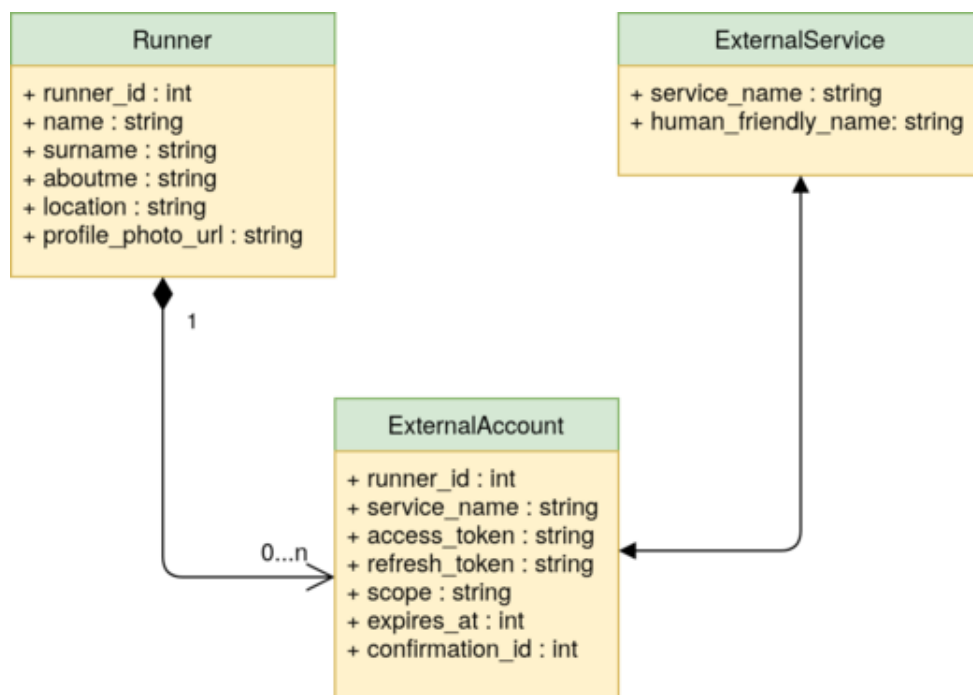 Runner
+ runner_id : int
+ name : string
+ surname : string
+ aboutme : string
+ location : string
+ profile_photo_url : string
ExternalService
+ service_name : string
+ human_friendly_name: string
1
0...n
ExternalAccount
+ runner_id : int
+ service_name : string
+ access_token : string
+ refresh_token : string
+ scope : string
+ expires_at : int
+ confirmation_id : int